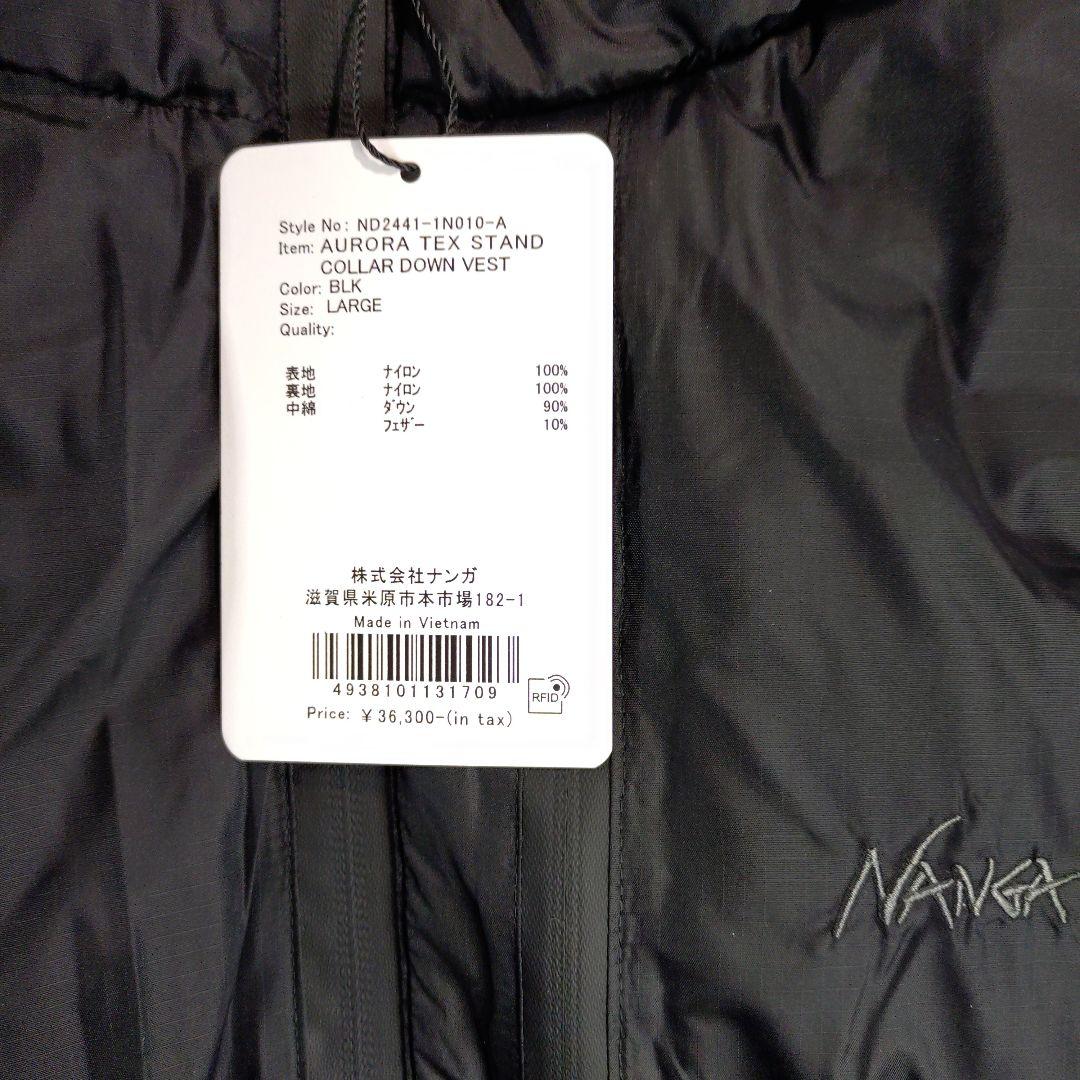 Style No: ND2441-1N010-A
Item: AURORA TEX STAND
COLLAR DOWN VEST
Color: BLK
Size: LARGE
Quality:
表地 ナイロン 100%
裏地 ナイロン 100%
中綿 ダウン 90%
フェザー 10%
株式会社ナンガ
滋賀県米原市本市場182-1
Made in Vietnam
4938101131709
RFID
Price: ¥36,300-(in tax)
NANGA